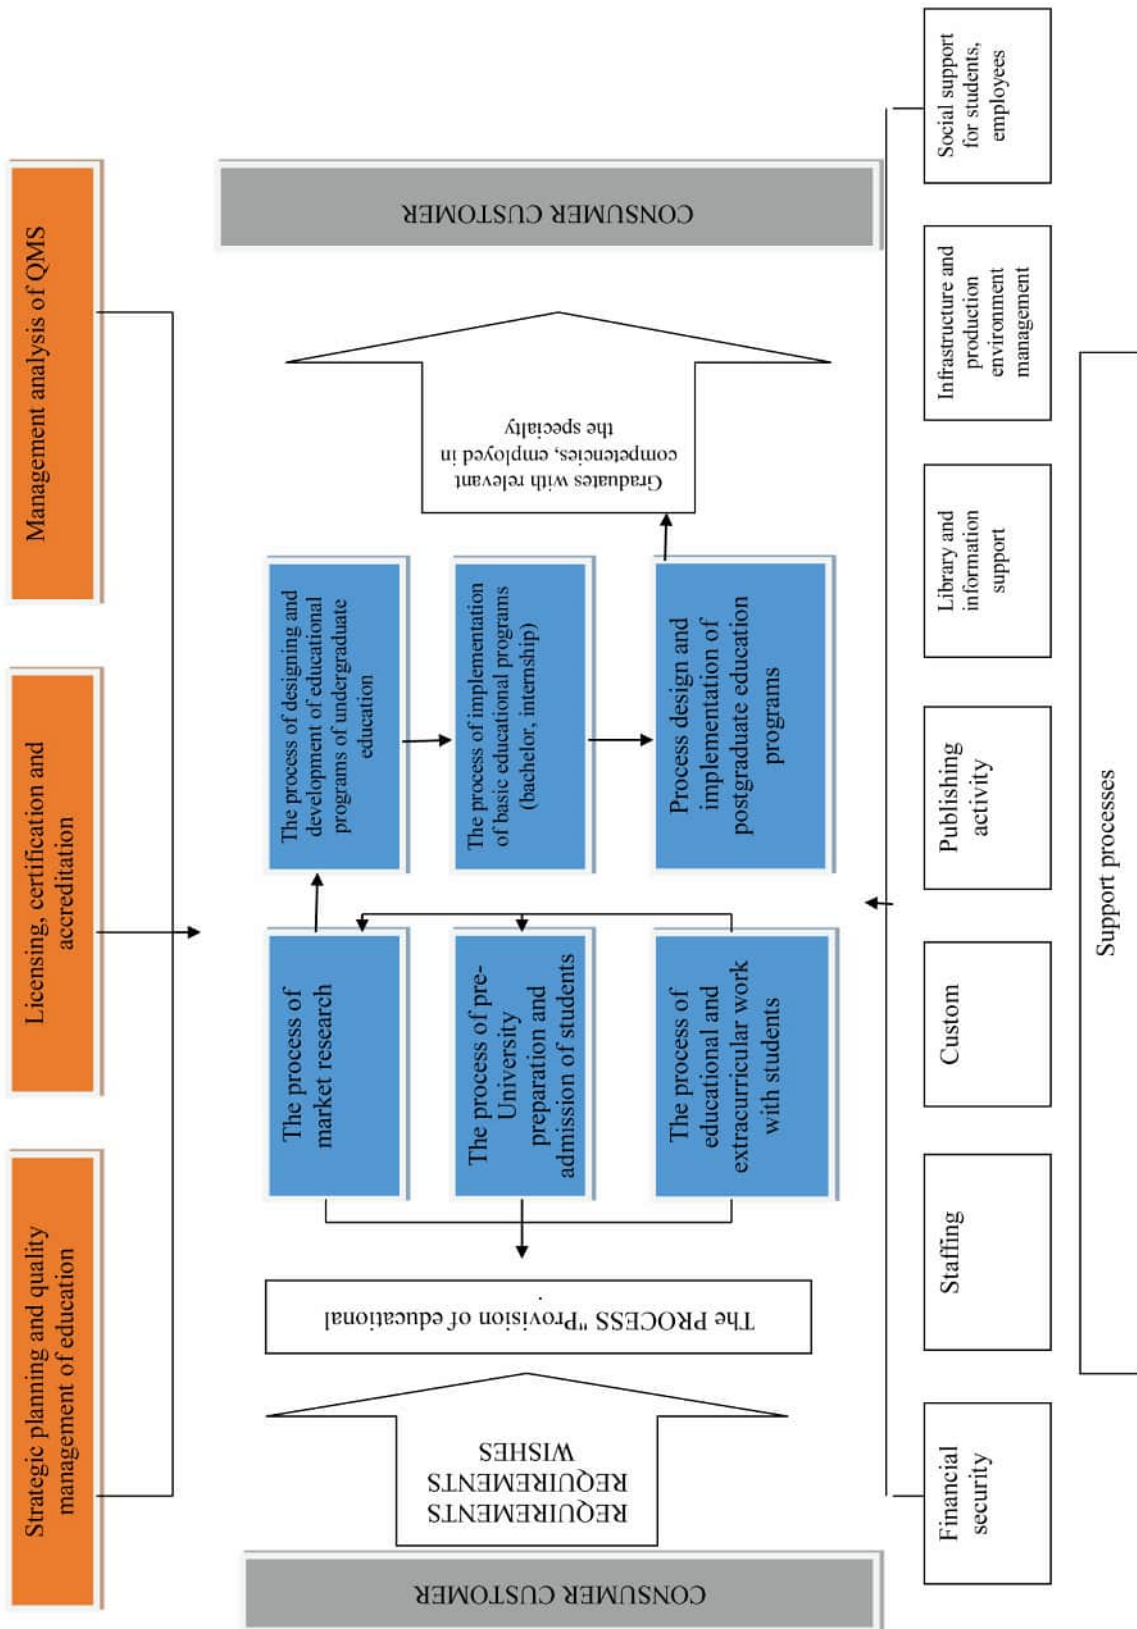 Strategic planning and quality
management of education
Licensing, certification and
accreditation
Management analysis of QMS
CONSUMER CUSTOMER
REQUIREMENTS
REQUIREMENTS
WISHES
The PROCESS "Provision of educational
.
The process of
market research
The process of pre-
University
preparation and
admission of students
The process of
educational and
extracurricular work
with students
The process of designing and
development of educational
programs of undergraduate
education
The process of implementation
of basic educational programs
(bachelor, internship)
Process design and
implementation of
postgraduate education
programs
Graduates with relevant
competencies, employed in
the specialty
CONSUMER CUSTOMER
Financial
security
Staffing
Custom
Publishing
activity
Library and
information
support
Infrastructure and
production
environment
management
Social support
for students,
employees
Support processes